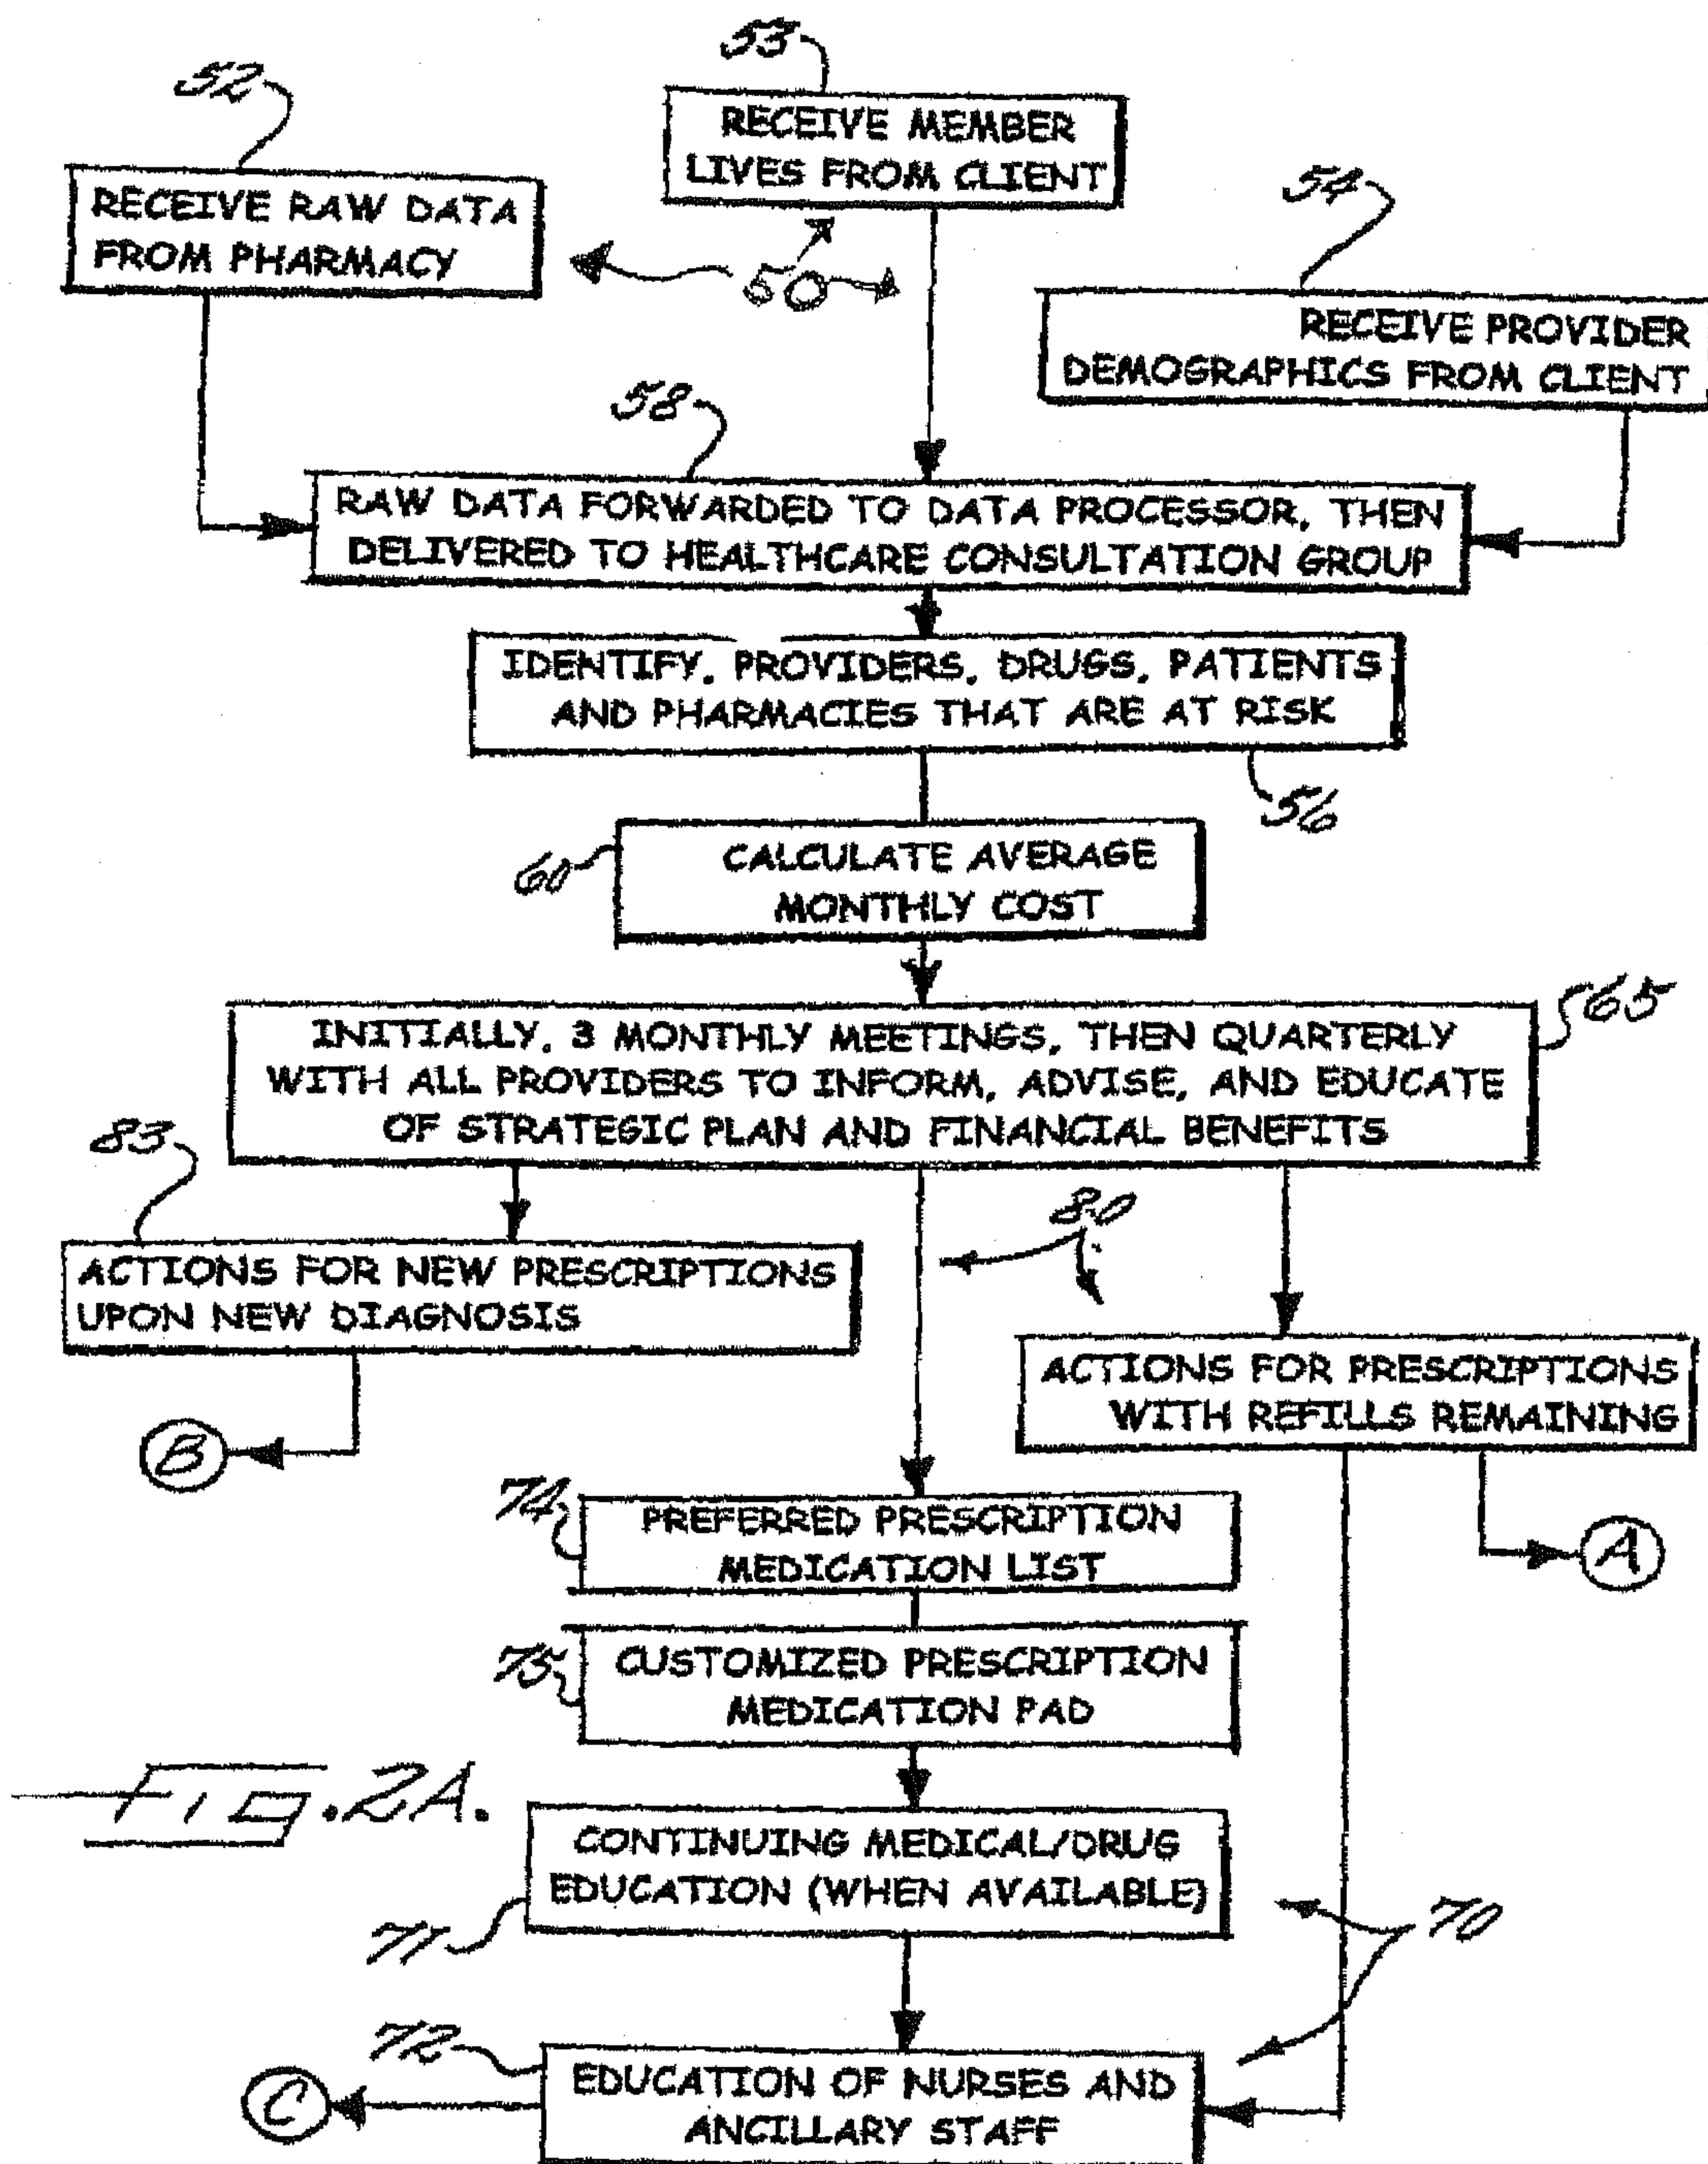 53
52
RECEIVE MEMBER
LIVES FROM CLIENT
54
RECEIVE RAW DATA
FROM PHARMACY
50
RECEIVE PROVIDER
DEMOGRAPHICS FROM CLIENT
58
RAW DATA FORWARDED TO DATA PROCESSOR, THEN
DELIVERED TO HEALTHCARE CONSULTATION GROUP
IDENTIFY, PROVIDERS, DRUGS, PATIENTS
AND PHARMACIES THAT ARE AT RISK
56
60
CALCULATE AVERAGE
MONTHLY COST
65
INITIALLY, 3 MONTHLY MEETINGS, THEN QUARTERLY
WITH ALL PROVIDERS TO INFORM, ADVISE, AND EDUCATE
OF STRATEGIC PLAN AND FINANCIAL BENEFITS
83
80
ACTIONS FOR NEW PRESCRIPTIONS
UPON NEW DIAGNOSIS
ACTIONS FOR PRESCRIPTIONS
WITH REFILLS REMAINING
B
A
74
PREFERRED PRESCRIPTION
MEDICATION LIST
75
CUSTOMIZED PRESCRIPTION
MEDICATION PAD
Fig. 2A.
CONTINUING MEDICAL/DRUG
EDUCATION (WHEN AVAILABLE)
71
70
72
EDUCATION OF NURSES AND
ANCILLARY STAFF
C